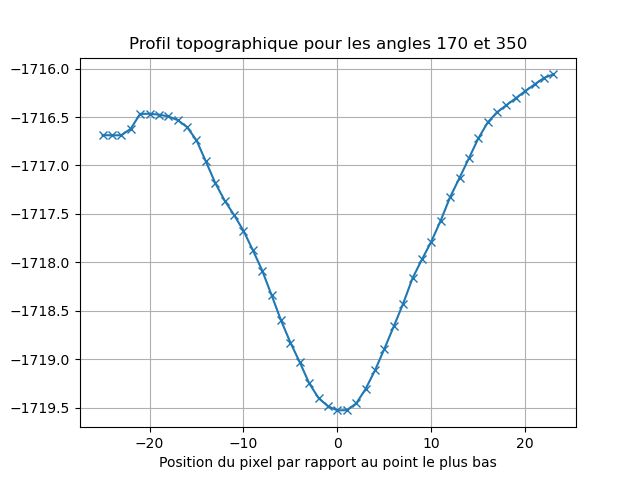 Profil topographique pour les angles 170 et 350
−1716.0
−1716.5
−1717.0
−1717.5
−1718.0
−1718.5
−1719.0
−1719.5
−20 −10 0 10 20
Position du pixel par rapport au point le plus bas